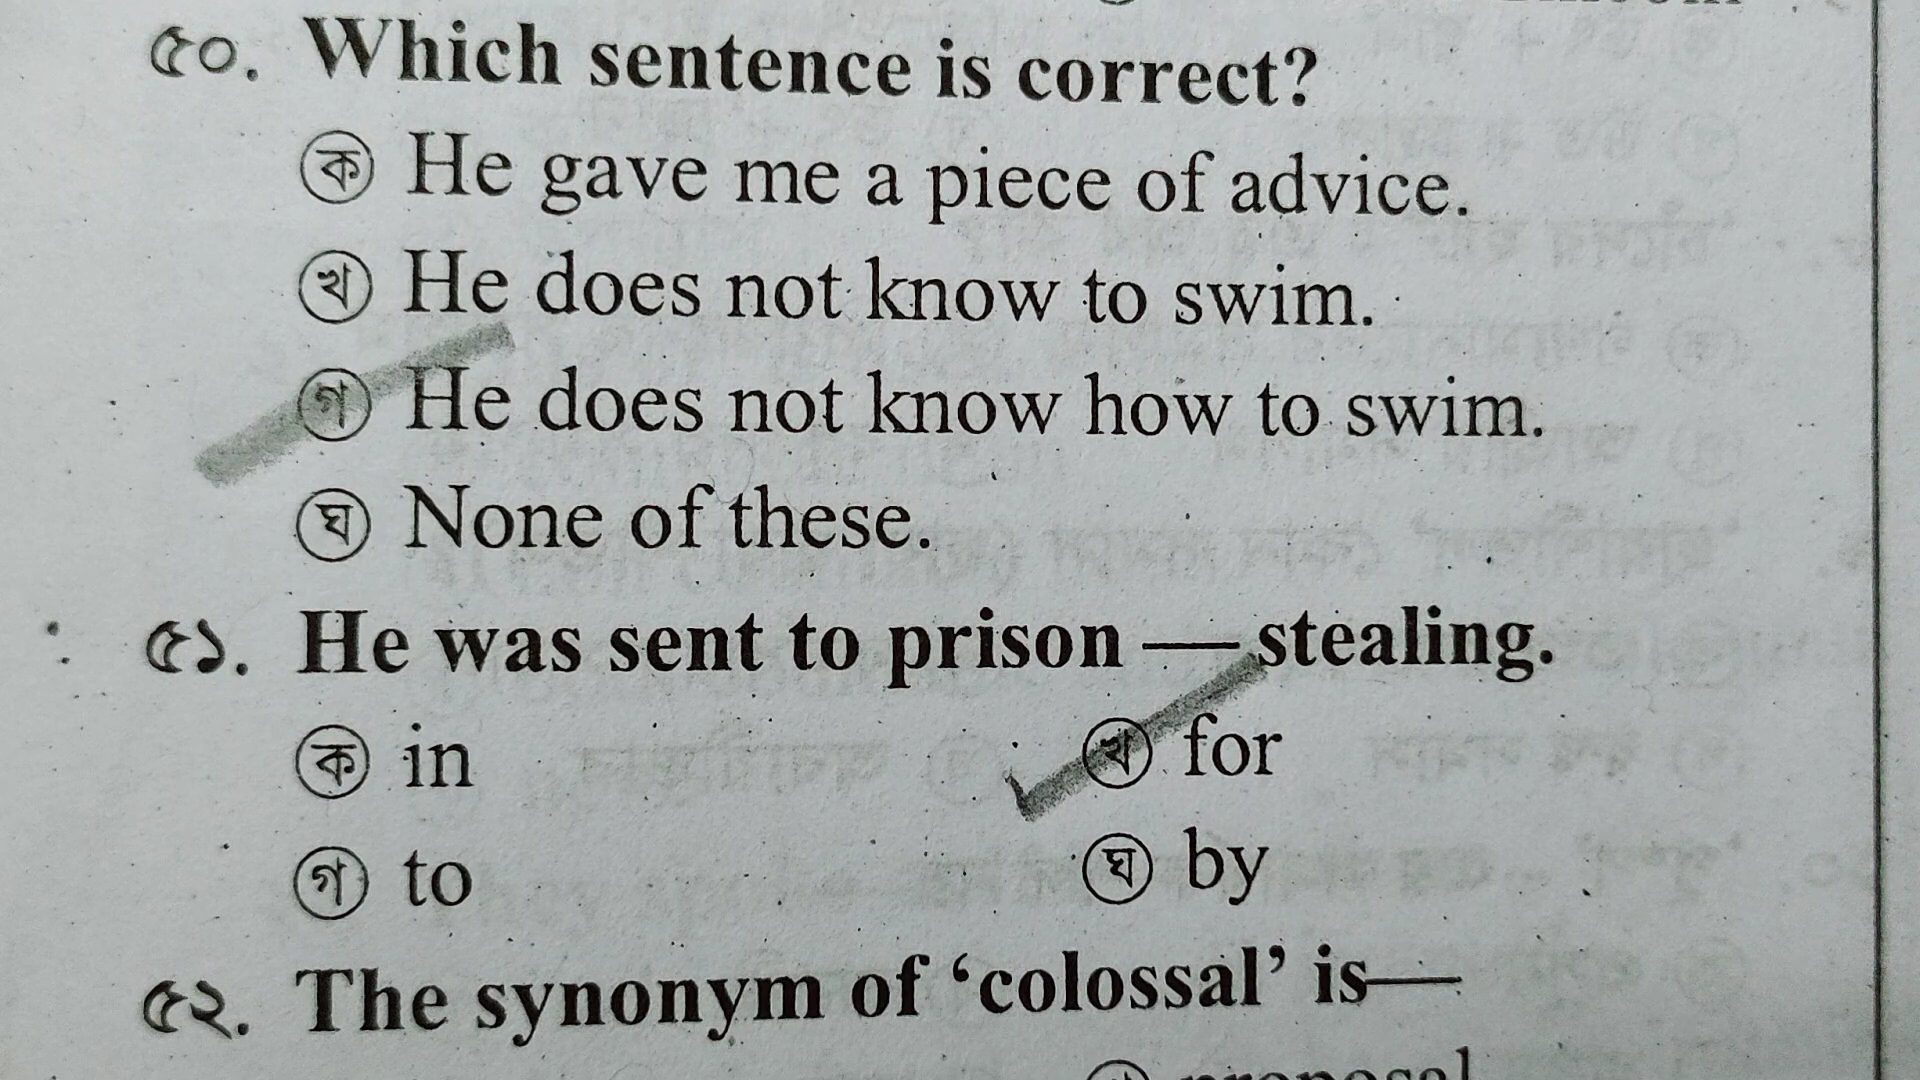 ৫০. Which sentence is correct?
ক He gave me a piece of advice.
খ He does not know to swim.
গ He does not know how to swim.
ঘ None of these.
৫১. He was sent to prison — stealing.
ক in খ for
গ to ঘ by
৫২. The synonym of ‘colossal’ is—